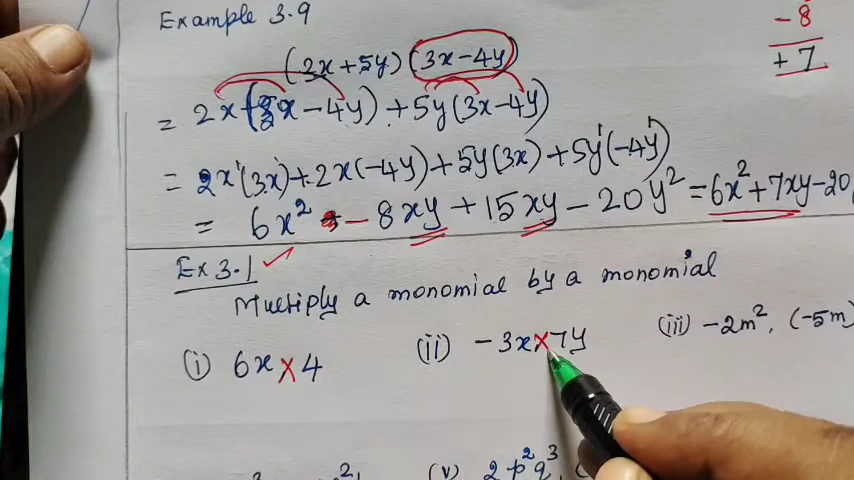 Example 3.9
- 8
+ 7
(2x+5y) (3x-4y)
= 2x (3x - 4y) + 5y(3x-4y)
= 2x(3x)+2x(-4y)+5y(3x)+5y(-4y)
= 6x² - 8xy + 15xy - 20y² = 6x²+7xy-20
Ex 3.1
Multiply a monomial by a monomial
(i) 6x × 4 (ii) -3x × 7y (iii) -2m², (-5m)
(v) 2p²q³,